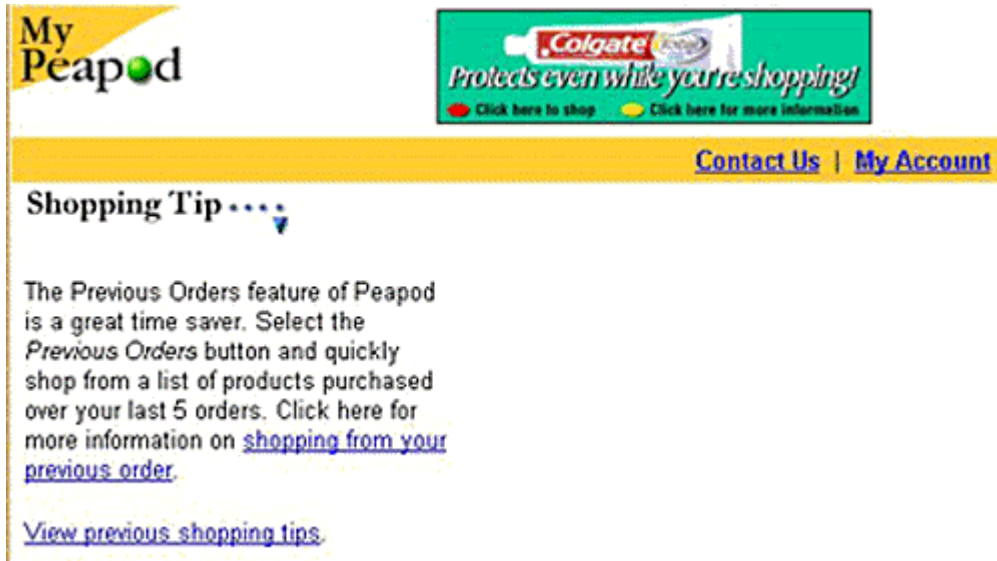 My
Peapod
Colgate Total
Protects even while you're shopping!
Click here to shop Click here for more information
Contact Us | My Account
Shopping Tip
The Previous Orders feature of Peapod
is a great time saver. Select the
Previous Orders button and quickly
shop from a list of products purchased
over your last 5 orders. Click here for
more information on shopping from your
previous order.
View previous shopping tips.